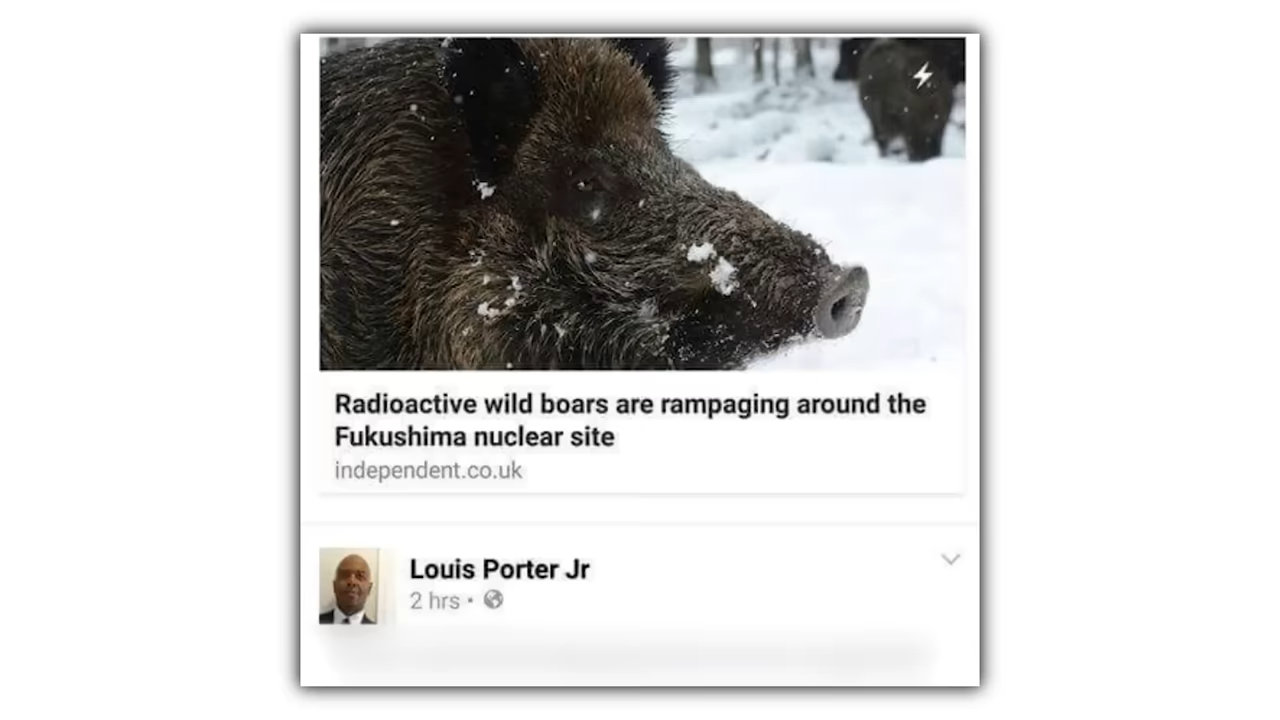 Radioactive wild boars are rampaging around the
Fukushima nuclear site
independent.co.uk
Louis Porter Jr
2 hrs •